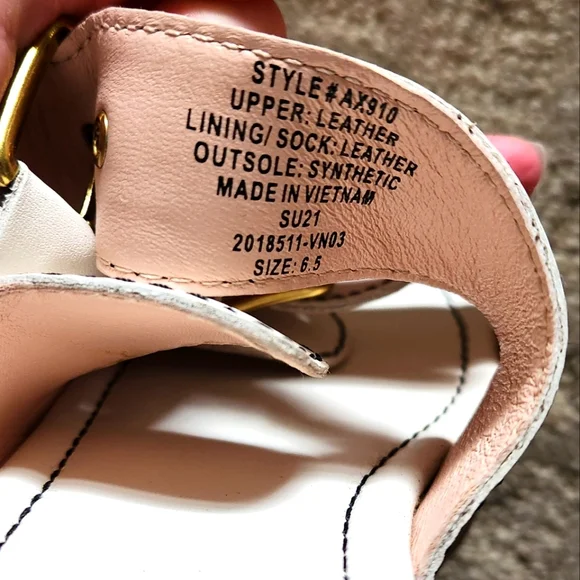 STYLE# AX910
UPPER: LEATHER
LINING/ SOCK: LEATHER
OUTSOLE: SYNTHETIC
MADE IN VIETNAM
SU21
2018511-VN03
SIZE: 6.5